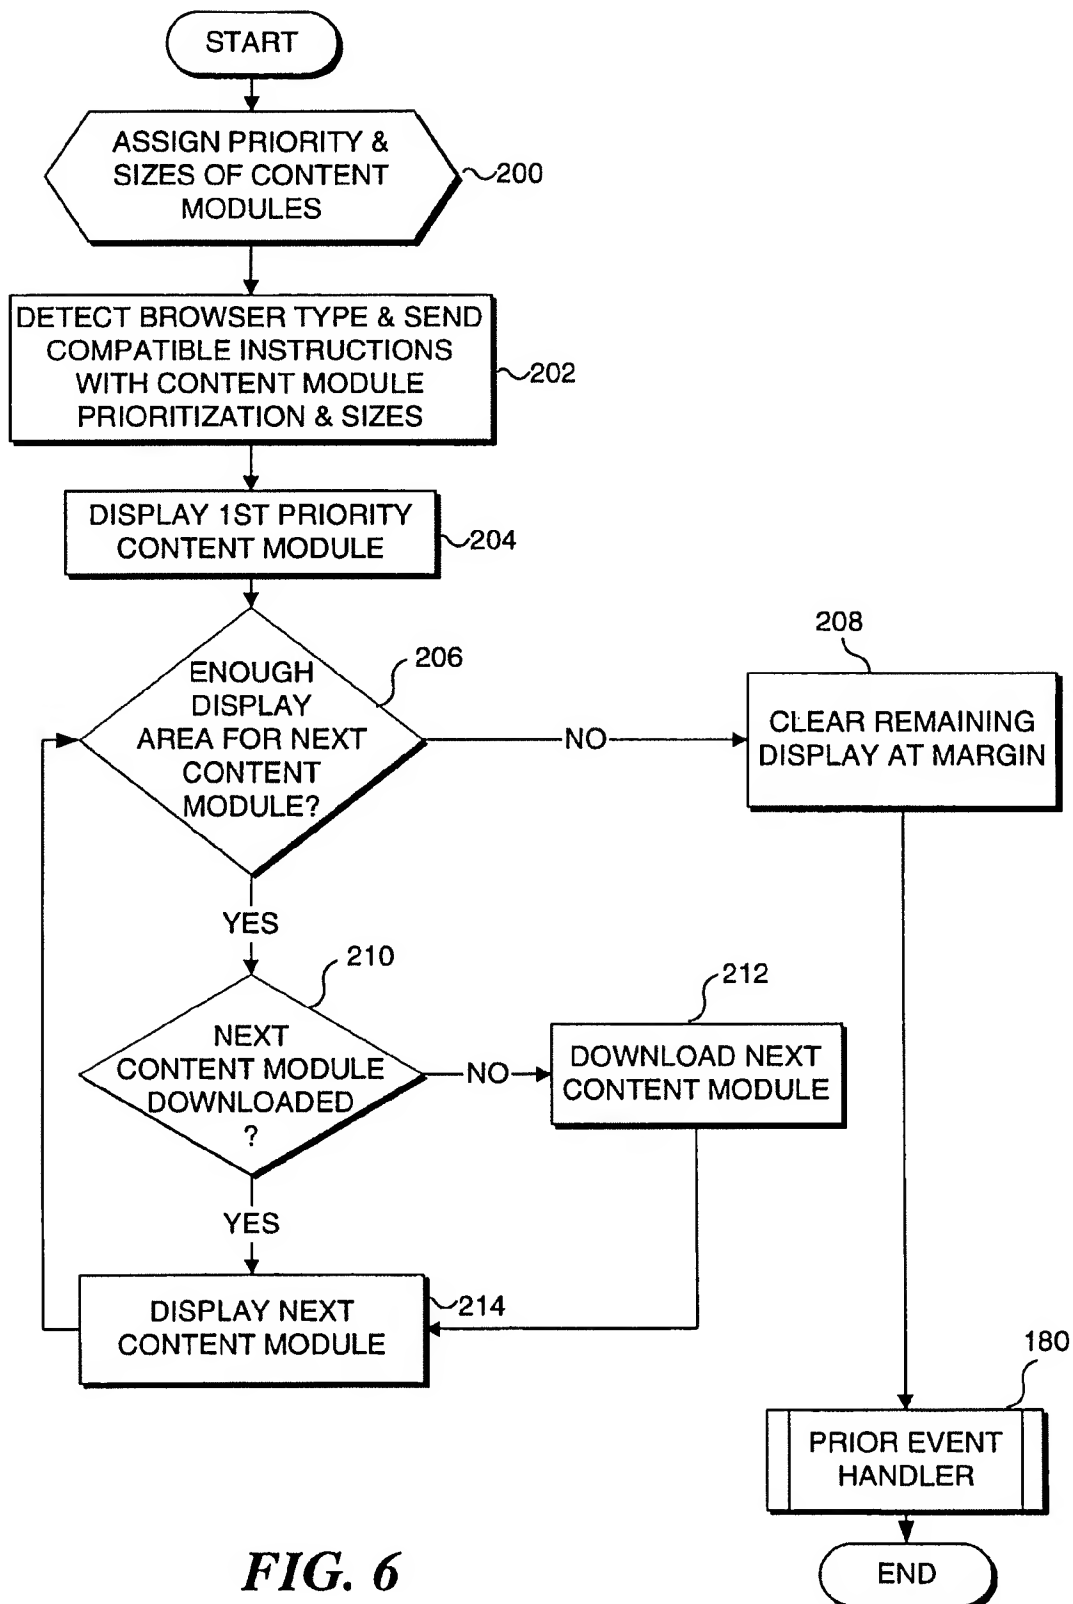 START
ASSIGN PRIORITY &
SIZES OF CONTENT
MODULES
200
DETECT BROWSER TYPE & SEND
COMPATIBLE INSTRUCTIONS
WITH CONTENT MODULE
PRIORITIZATION & SIZES
202
DISPLAY 1ST PRIORITY
CONTENT MODULE
204
ENOUGH
DISPLAY
AREA FOR NEXT
CONTENT
MODULE?
206
NO
208
CLEAR REMAINING
DISPLAY AT MARGIN
YES
210
NEXT
CONTENT MODULE
DOWNLOADED
?
NO
212
DOWNLOAD NEXT
CONTENT MODULE
YES
DISPLAY NEXT
CONTENT MODULE
214
180
PRIOR EVENT
HANDLER
END
FIG. 6